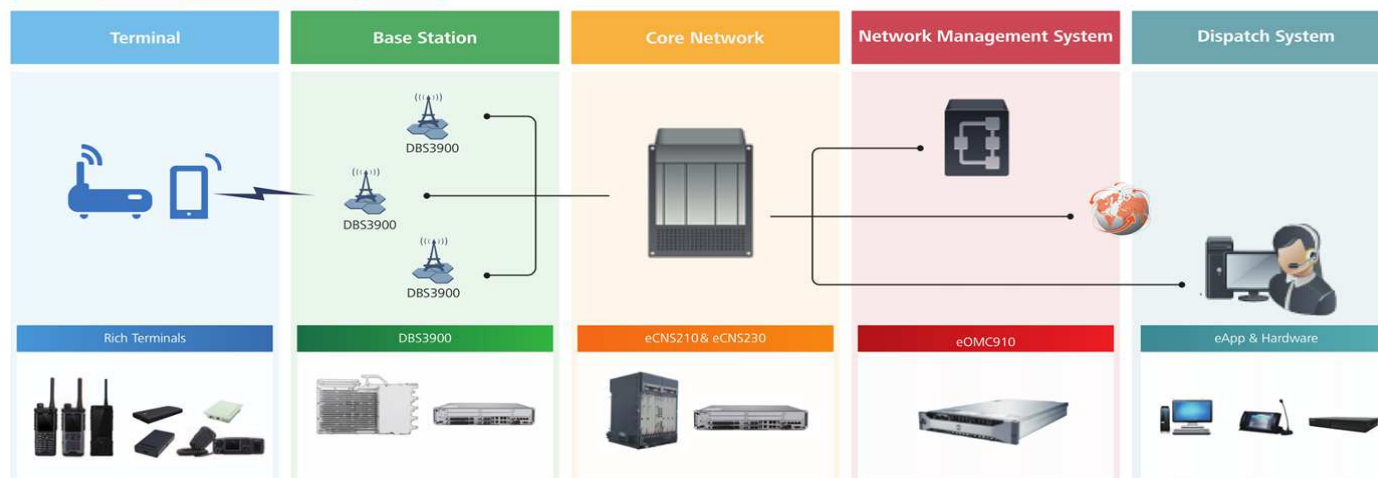 Terminal
Base Station
Core Network
Network Management System
Dispatch System
DBS3900
DBS3900
DBS3900
Rich Terminals
DBS3900
eCNS210 & eCNS230
eOMC910
eApp & Hardware